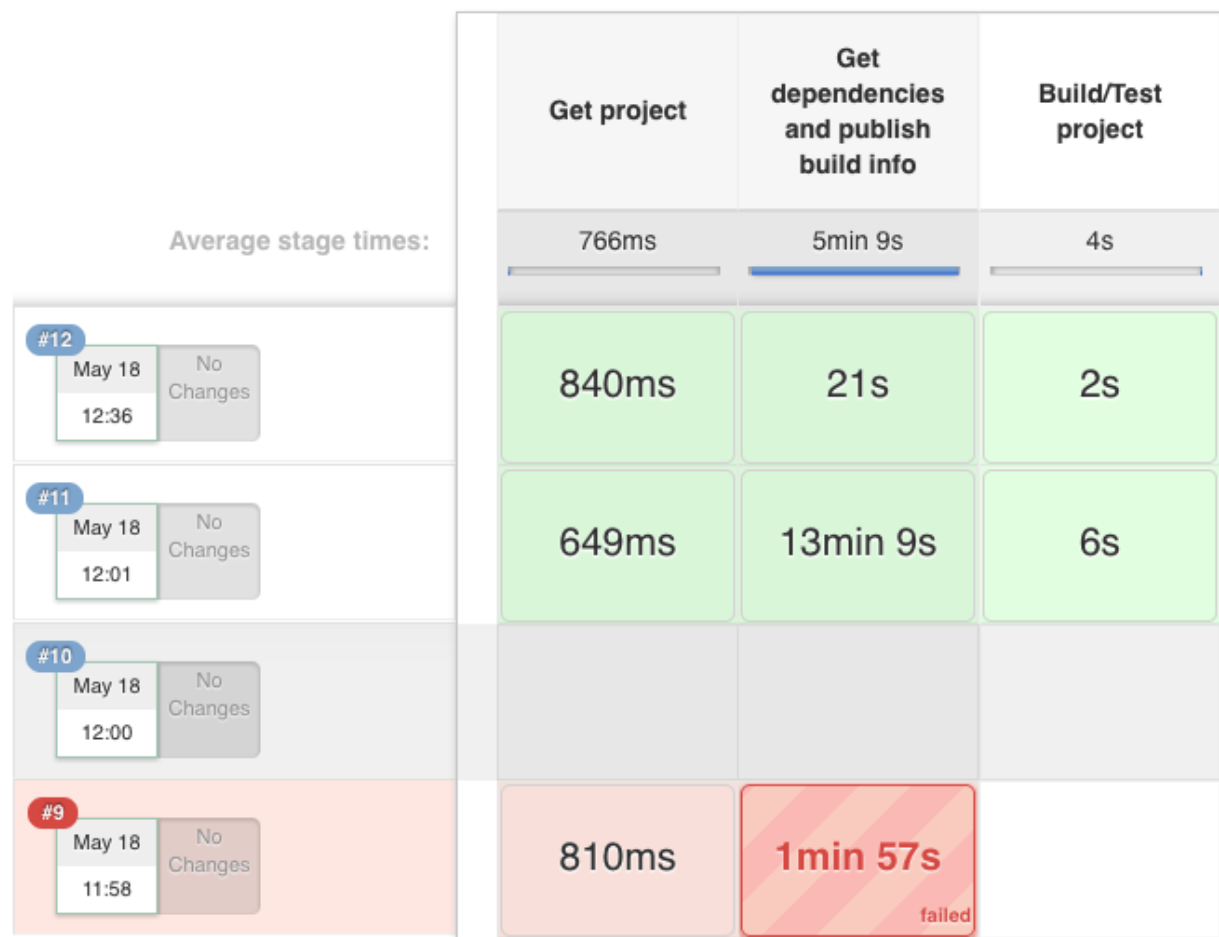 Get project
Get
dependencies
and publish
build info
Build/Test
project
Average stage times:
766ms
5min 9s
4s
#12
May 18
12:36
No
Changes
840ms
21s
2s
#11
May 18
12:01
No
Changes
649ms
13min 9s
6s
#10
May 18
12:00
No
Changes
#9
May 18
11:58
No
Changes
810ms
1min 57s
failed